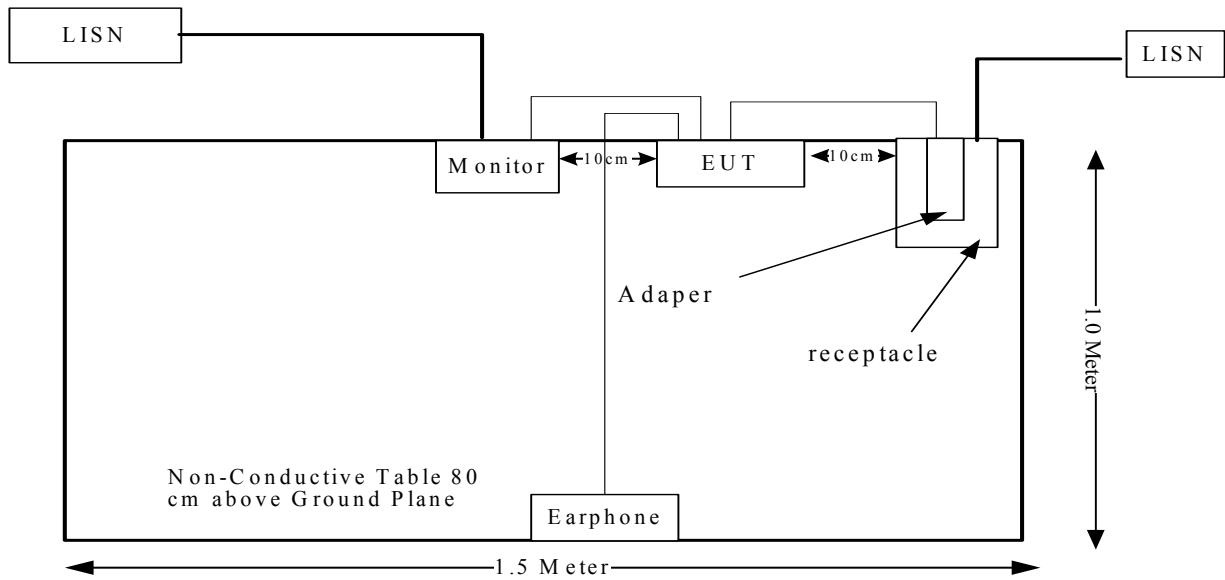 LISN
LISN
Monitor
10cm
EUT
10cm
Adaper
receptacle
1.0 Meter
Non-Conductive Table 80
cm above Ground Plane
Earphone
1.5 Meter